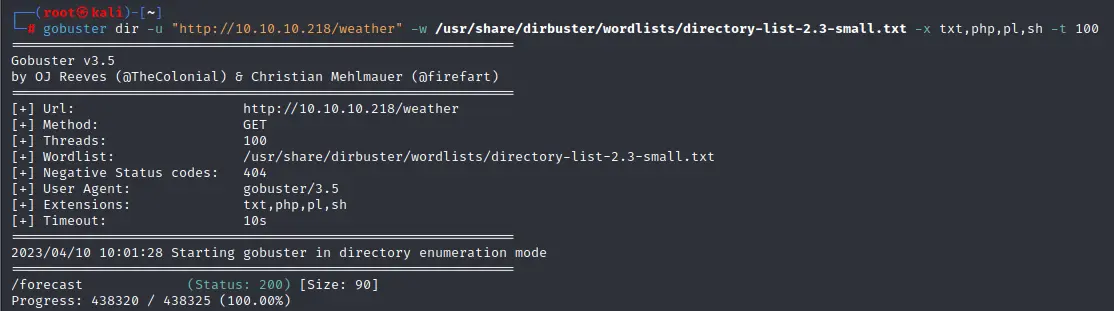 ┌──(root㉿kali)-[~]
└─# gobuster dir -u "http://10.10.10.218/weather" -w /usr/share/dirbuster/wordlists/directory-list-2.3-small.txt -x txt,php,pl,sh -t 100
===============================================================
Gobuster v3.5
by OJ Reeves (@TheColonial) & Christian Mehlmauer (@firefart)
===============================================================
[+] Url:                     http://10.10.10.218/weather
[+] Method:                  GET
[+] Threads:                 100
[+] Wordlist:                /usr/share/dirbuster/wordlists/directory-list-2.3-small.txt
[+] Negative Status codes:   404
[+] User Agent:              gobuster/3.5
[+] Extensions:              txt,php,pl,sh
[+] Timeout:                 10s
===============================================================
2023/04/10 10:01:28 Starting gobuster in directory enumeration mode
===============================================================
/forecast             (Status: 200) [Size: 90]
Progress: 438320 / 438325 (100.00%)